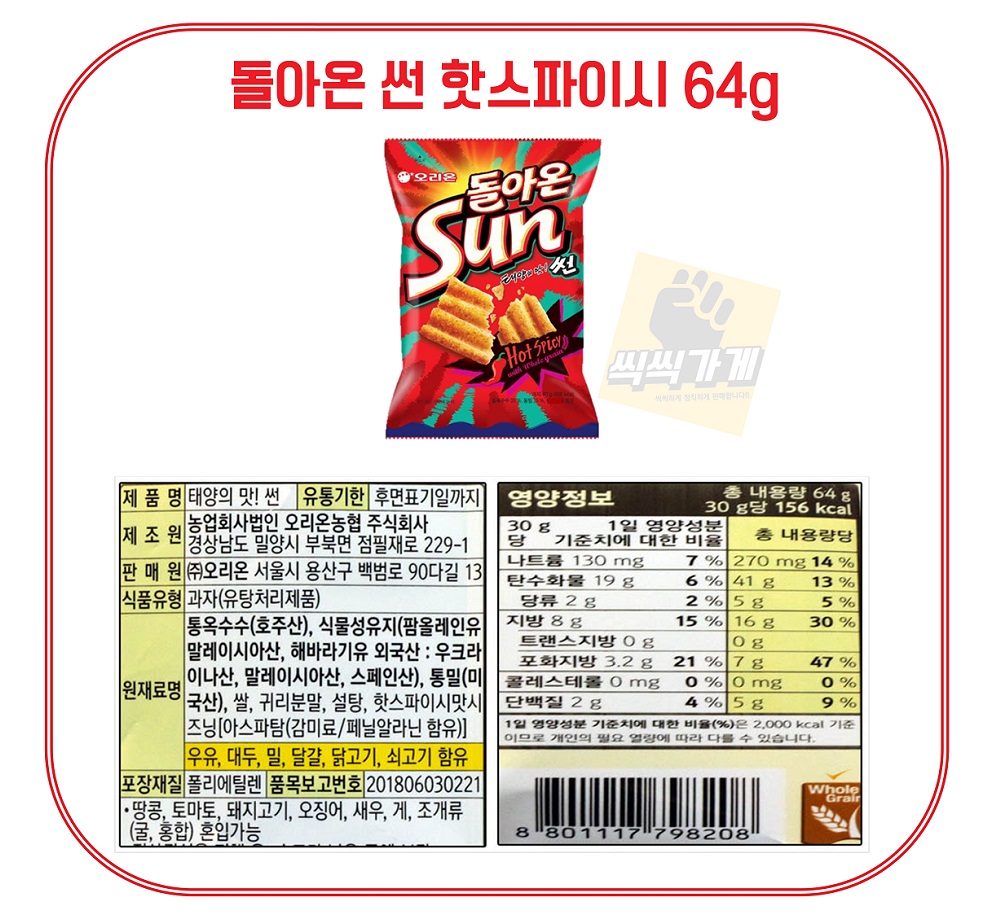 돌아온 썬 핫스파이시 64g
오리온
돌아온
Sun
태양의 맛! 썬
Hot Spicy
with Whole grain
씩씩가게
씩씩하게 정직하게 판매합니다!!
제 품 명 태양의 맛! 썬 유통기한 후면표기일까지
제 조 원 농업회사법인 오리온농협 주식회사
경상남도 밀양시 부북면 점필재로 229-1
판 매 원 ㈜오리온 서울시 용산구 백범로 90다길 13
식품유형 과자(유탕처리제품)
원재료명 통옥수수(호주산), 식물성유지(팜올레인유
말레이시아산, 해바라기유 외국산 : 우크라
이나산, 말레이시아산, 스페인산), 통밀(미
국산), 쌀, 귀리분말, 설탕, 핫스파이시맛시
즈닝[아스파탐(감미료/페닐알라닌 함유)]
우유, 대두, 밀, 달걀, 닭고기, 쇠고기 함유
포장재질 폴리에틸렌 품목보고번호 201806030221
•땅콩, 토마토, 돼지고기, 오징어, 새우, 게, 조개류
(굴, 홍합) 혼입가능
영양정보 총 내용량 64 g
30 g당 156 kcal
30 g 1일 영양성분
당 기준치에 대한 비율 총 내용량당
나트륨 130 mg 7 % 270 mg 14 %
탄수화물 19 g 6 % 41 g 13 %
당류 2 g 2 % 5 g 5 %
지방 8 g 15 % 16 g 30 %
트랜스지방 0 g 0 g
포화지방 3.2 g 21 % 7 g 47 %
콜레스테롤 0 mg 0 % 0 mg 0 %
단백질 2 g 4 % 5 g 9 %
1일 영양성분 기준치에 대한 비율(%)은 2,000 kcal 기준
이므로 개인의 필요 열량에 따라 다를 수 있습니다.
8 801117 798208
Whole
Grain